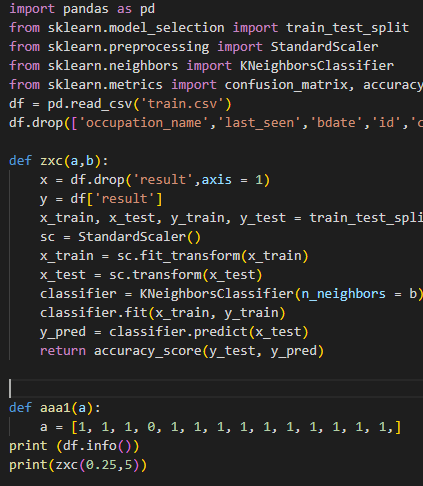 import pandas as pd
from sklearn.model_selection import train_test_split
from sklearn.preprocessing import StandardScaler
from sklearn.neighbors import KNeighborsClassifier
from sklearn.metrics import confusion_matrix, accuracy
df = pd.read_csv('train.csv')
df.drop(['occupation_name','last_seen','bdate','id','c
def zxc(a,b):
    x = df.drop('result',axis = 1)
    y = df['result']
    x_train, x_test, y_train, y_test = train_test_spli
    sc = StandardScaler()
    x_train = sc.fit_transform(x_train)
    x_test = sc.transform(x_test)
    classifier = KNeighborsClassifier(n_neighbors = b)
    classifier.fit(x_train, y_train)
    y_pred = classifier.predict(x_test)
    return accuracy_score(y_test, y_pred)
def aaa1(a):
    a = [1, 1, 1, 0, 1, 1, 1, 1, 1, 1, 1, 1, 1, 1,]
print (df.info())
print(zxc(0.25,5))